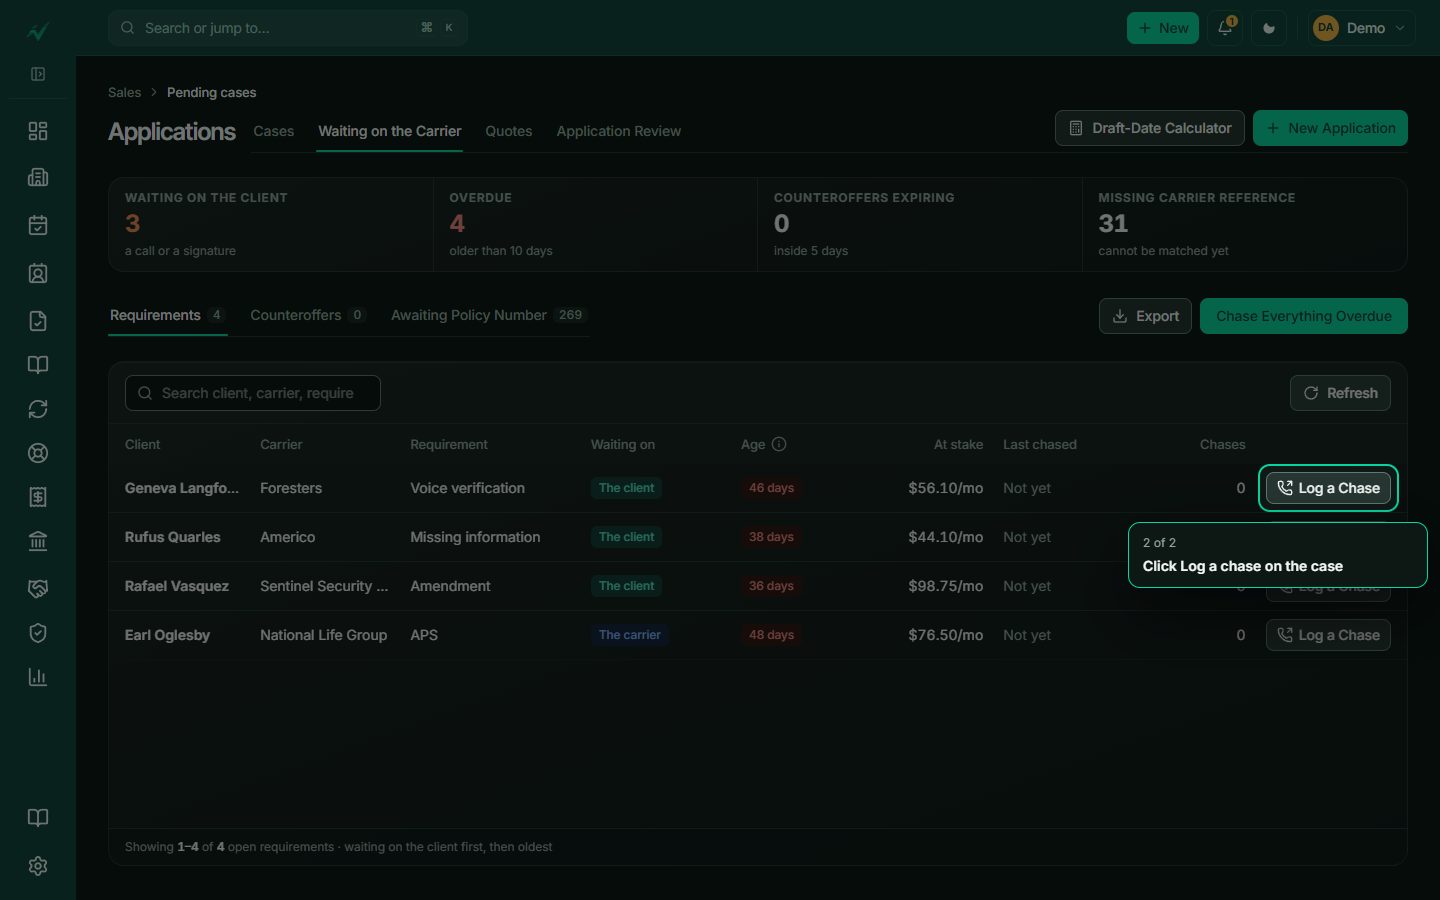 Search or jump to...
⌘ K
New
1
DA
Demo
Sales > Pending cases
Applications
Cases
Waiting on the Carrier
Quotes
Application Review
Draft-Date Calculator
New Application
WAITING ON THE CLIENT
3
a call or a signature
OVERDUE
4
older than 10 days
COUNTEROFFERS EXPIRING
0
inside 5 days
MISSING CARRIER REFERENCE
31
cannot be matched yet
Requirements 4
Counteroffers 0
Awaiting Policy Number 269
Export
Chase Everything Overdue
Search client, carrier, require
Refresh
Client Carrier Requirement Waiting on Age At stake Last chased Chases
Geneva Langfo... Foresters Voice verification The client 46 days $56.10/mo Not yet 0 Log a Chase
Rufus Quarles Americo Missing information The client 38 days $44.10/mo Not yet
2 of 2
Click Log a chase on the case
Rafael Vasquez Sentinel Security ... Amendment The client 36 days $98.75/mo Not yet 0 Log a Chase
Earl Oglesby National Life Group APS The carrier 48 days $76.50/mo Not yet 0 Log a Chase
Showing 1–4 of 4 open requirements · waiting on the client first, then oldest